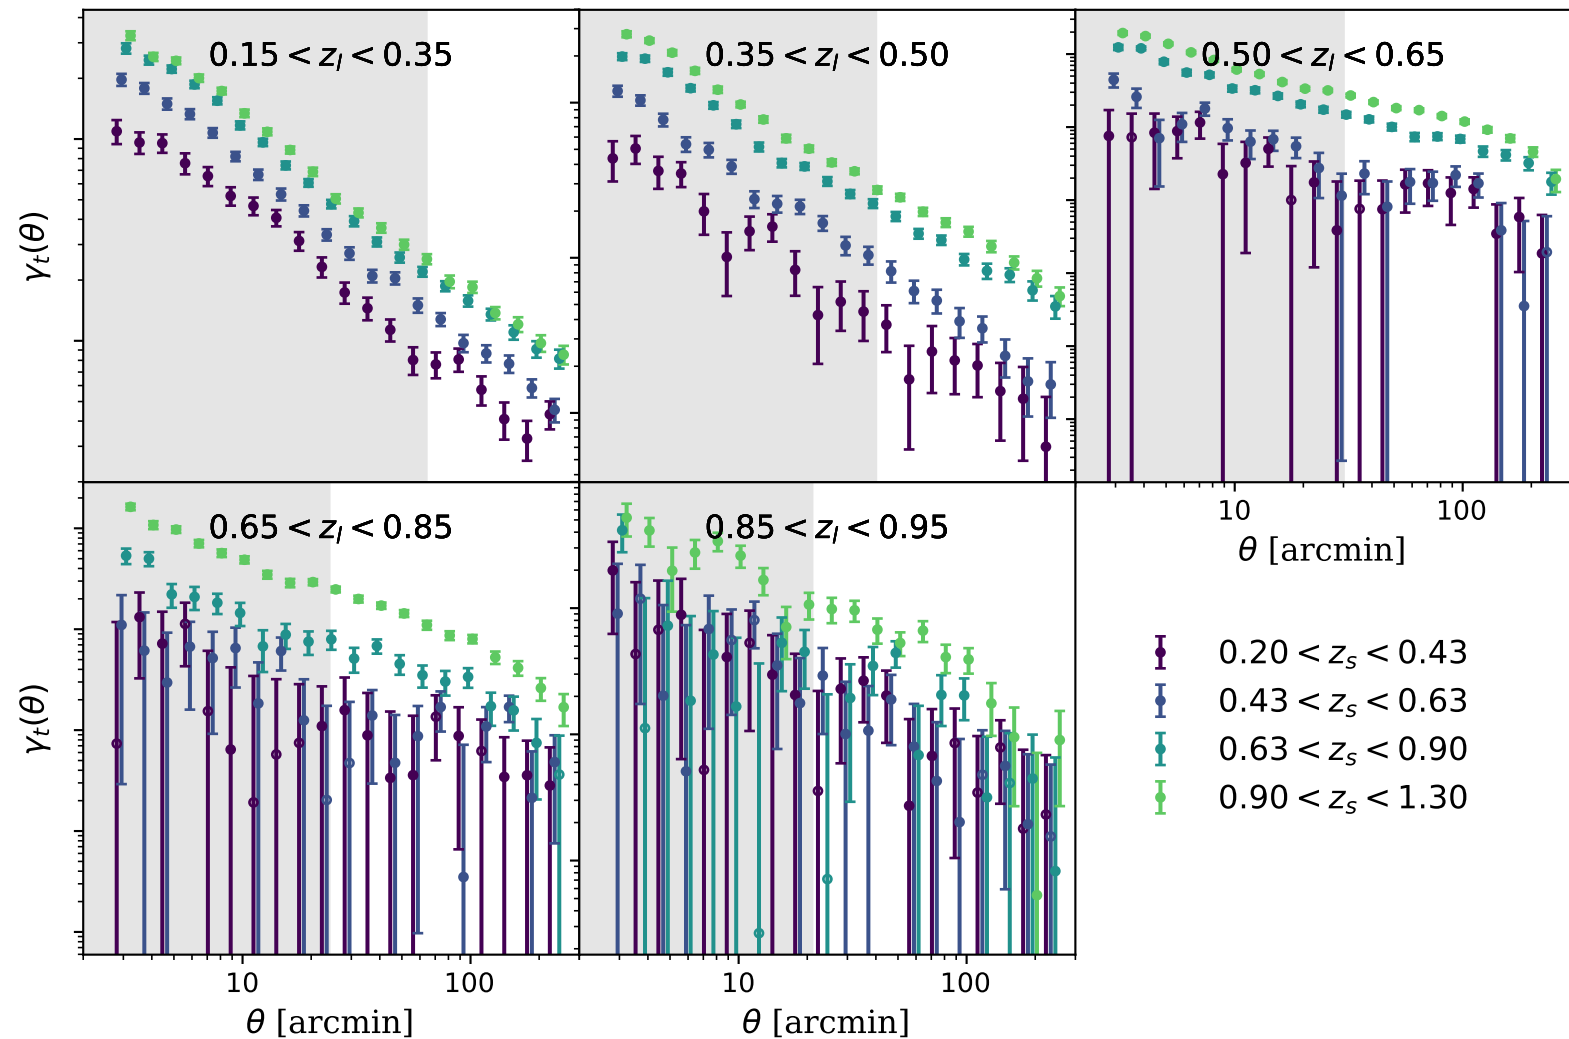 0.15 < z_l < 0.35
0.35 < z_l < 0.50
0.50 < z_l < 0.65
γ_t(θ)
10 100
θ [arcmin]
0.65 < z_l < 0.85
0.85 < z_l < 0.95
γ_t(θ)
0.20 < z_s < 0.43
0.43 < z_s < 0.63
0.63 < z_s < 0.90
0.90 < z_s < 1.30
10 100
10 100
θ [arcmin]
θ [arcmin]